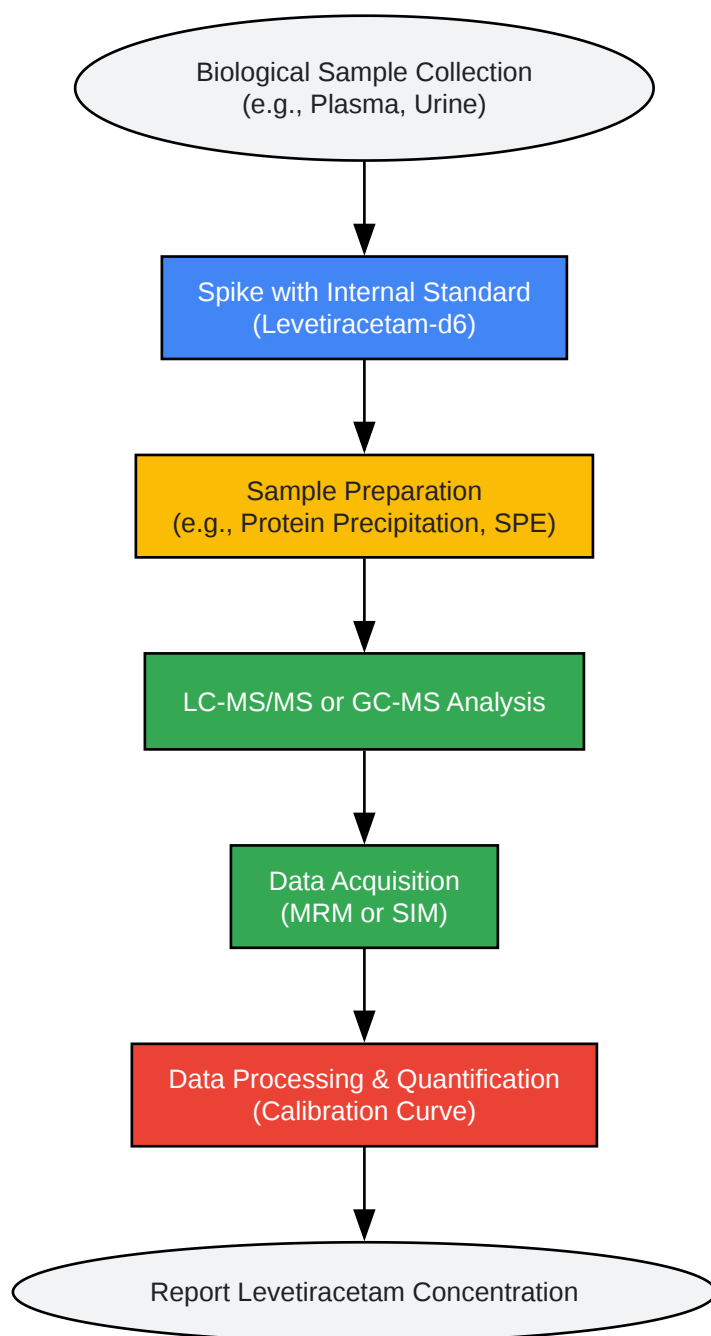 Biological Sample Collection
(e.g., Plasma, Urine)
Spike with Internal Standard
(Levetiracetam-d6)
Sample Preparation
(e.g., Protein Precipitation, SPE)
LC-MS/MS or GC-MS Analysis
Data Acquisition
(MRM or SIM)
Data Processing & Quantification
(Calibration Curve)
Report Levetiracetam Concentration